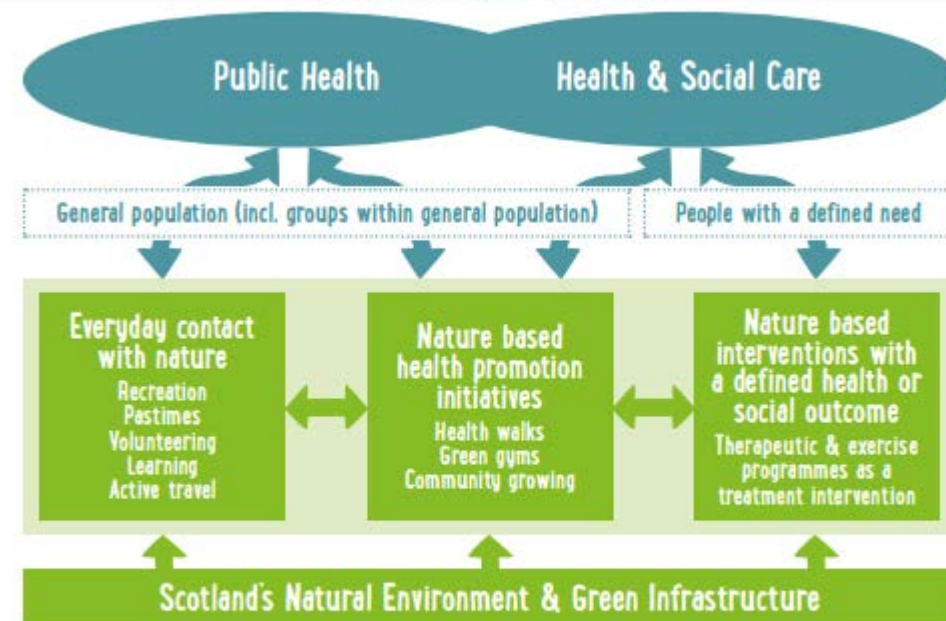 Public Health
Health & Social Care
General population (incl. groups within general population)
People with a defined need
Everyday contact
with nature
Recreation
Pastimes
Volunteering
Learning
Active travel
Nature based
health promotion
initiatives
Health walks
Green gyms
Community growing
Nature based
interventions with
a defined health or
social outcome
Therapeutic & exercise
programmes as a
treatment intervention
Scotland's Natural Environment & Green Infrastructure